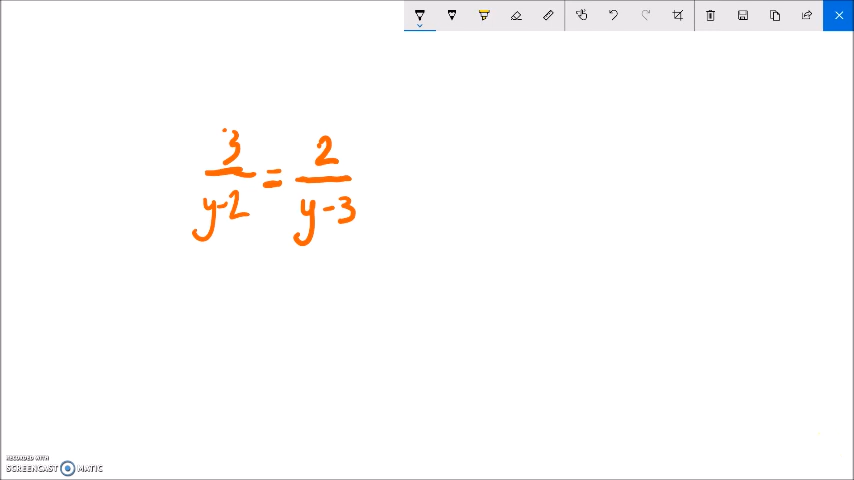 3/(y-2) = 2/(y-3)
RECORDED WITH
SCREENCAST MATIC